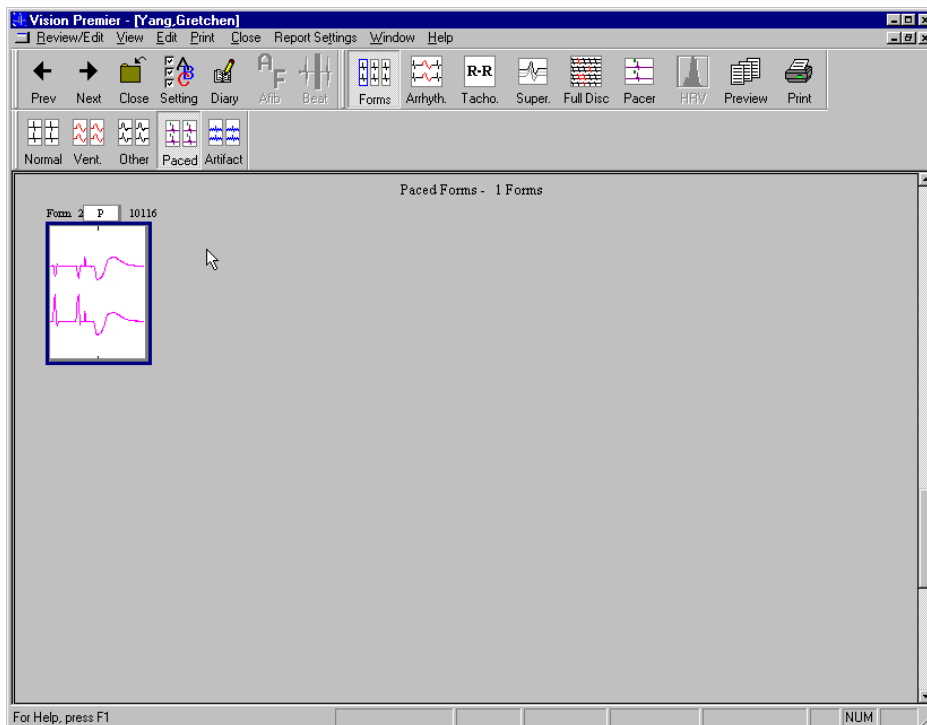 Vision Premier - [Yang,Gretchen]
Review/Edit View Edit Print Close Report Settings Window Help
Prev Next Close Setting Diary Afib Beat Forms Arrhyth. Tacho. Super. Full Disc Pacer HRV Preview Print
A B C
A F
R-R
Normal Vent. Other Paced Artifact
Paced Forms - 1 Forms
Form 2 P 10116
For Help, press F1 NUM